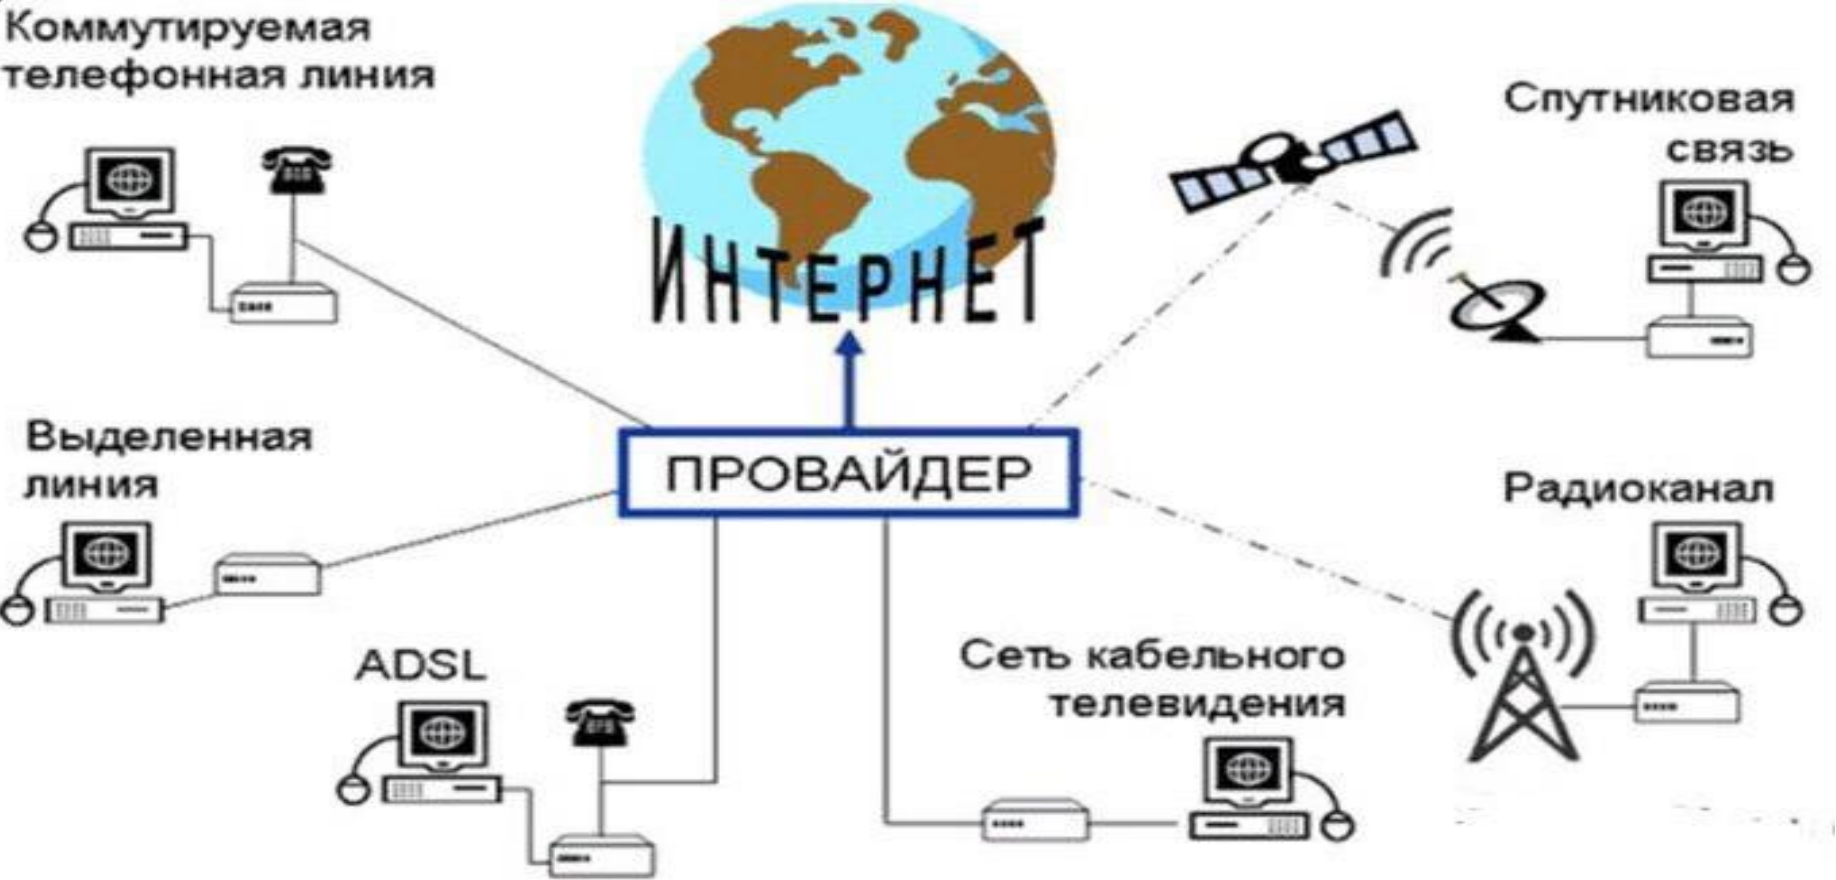 Коммутируемая
телефонная линия
ИНТЕРНЕТ
Спутниковая
связь
Выделенная
линия
ПРОВАЙДЕР
Радиоканал
ADSL
Сеть кабельного
телевидения